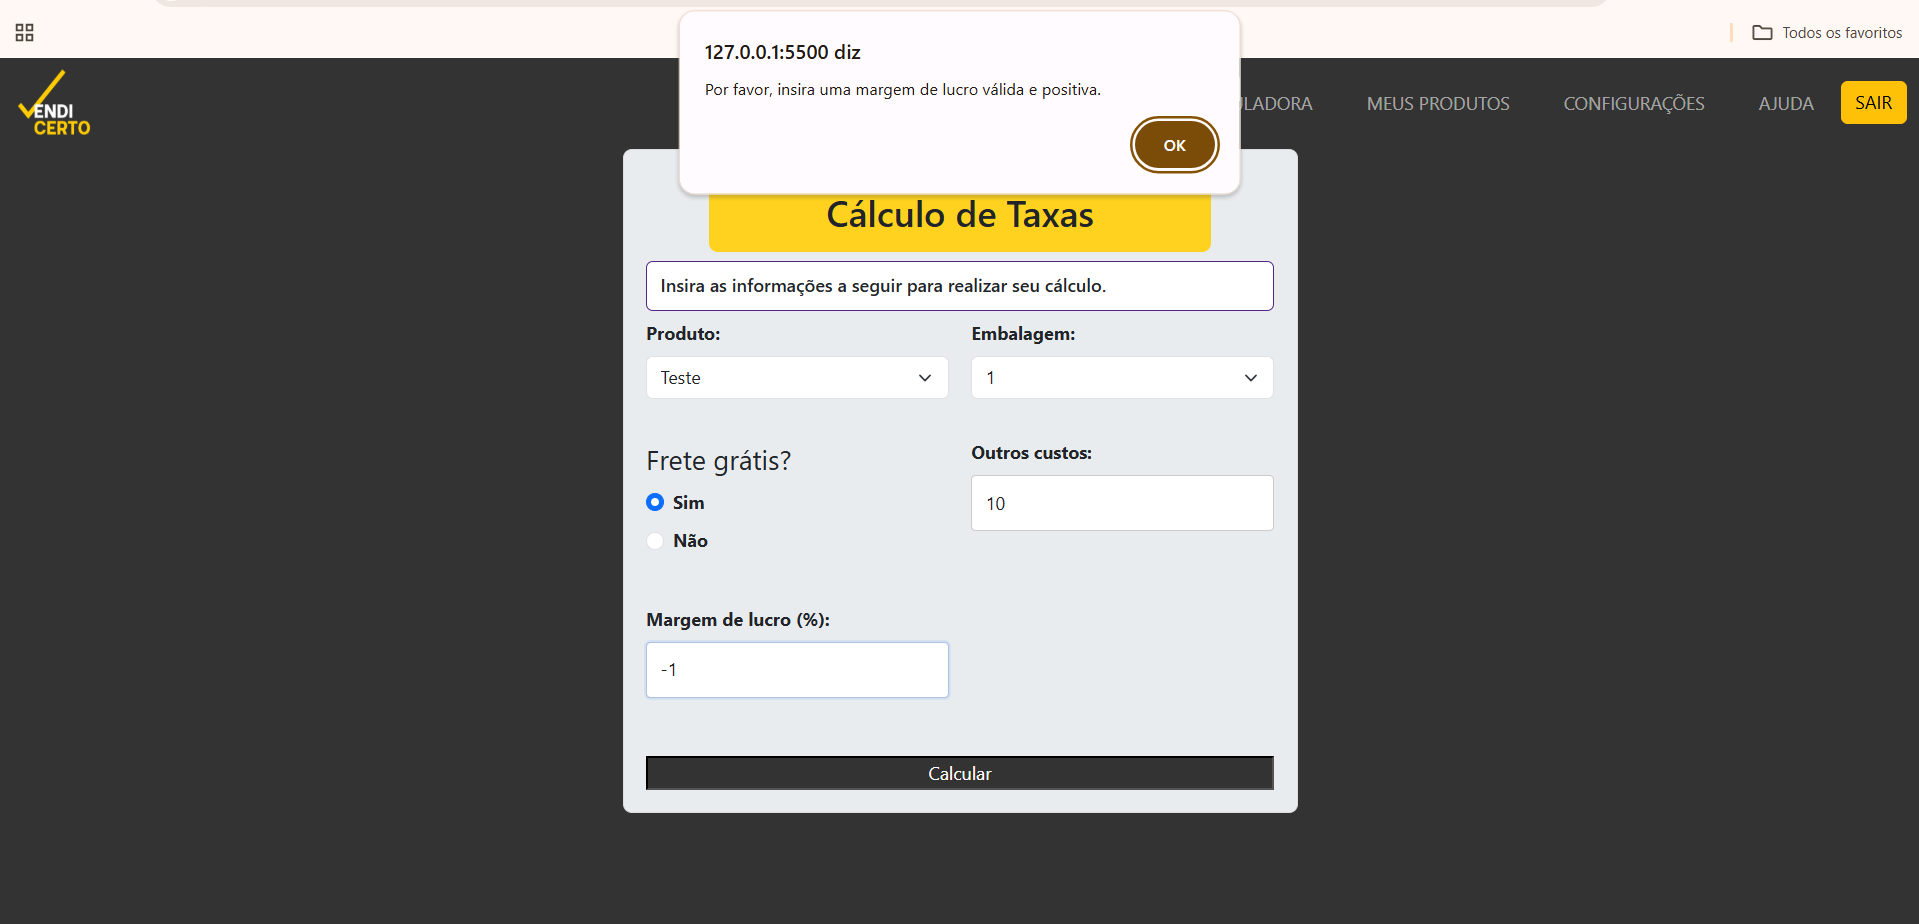 Todos os favoritos
127.0.0.1:5500 diz
Por favor, insira uma margem de lucro válida e positiva.
OK
ENDI
CERTO
ULADORA
MEUS PRODUTOS
CONFIGURAÇÕES
AJUDA
SAIR
Cálculo de Taxas
Insira as informações a seguir para realizar seu cálculo.
Produto:
Embalagem:
Teste
1
Frete grátis?
Outros custos:
Sim
10
Não
Margem de lucro (%):
-1
Calcular